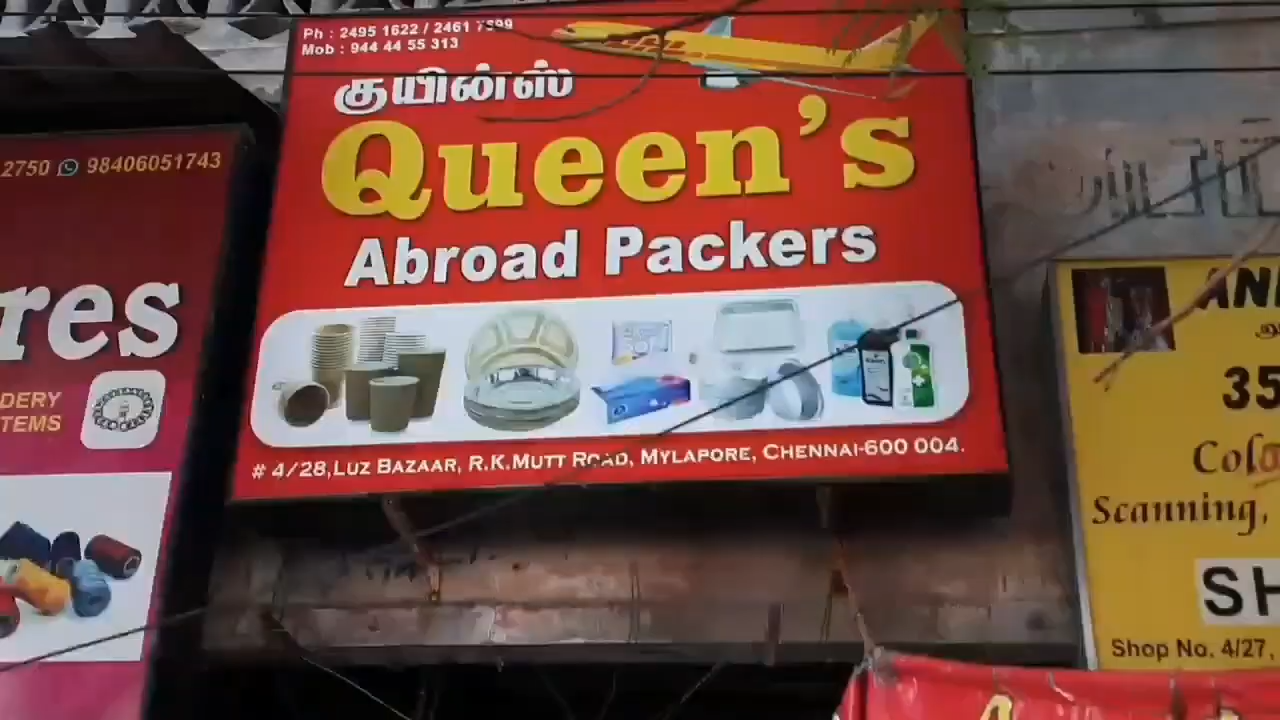 Ph : 2495 1622 / 2461 7599
Mob : 944 44 55 313
குயின்ஸ்
Queen's
Abroad Packers
# 4/28, LUZ BAZAAR, R.K.MUTT ROAD, MYLAPORE, CHENNAI-600 004.
2750 98406051743
res
DERY
TEMS
35
Scanning,
SH
Shop No. 4/27,